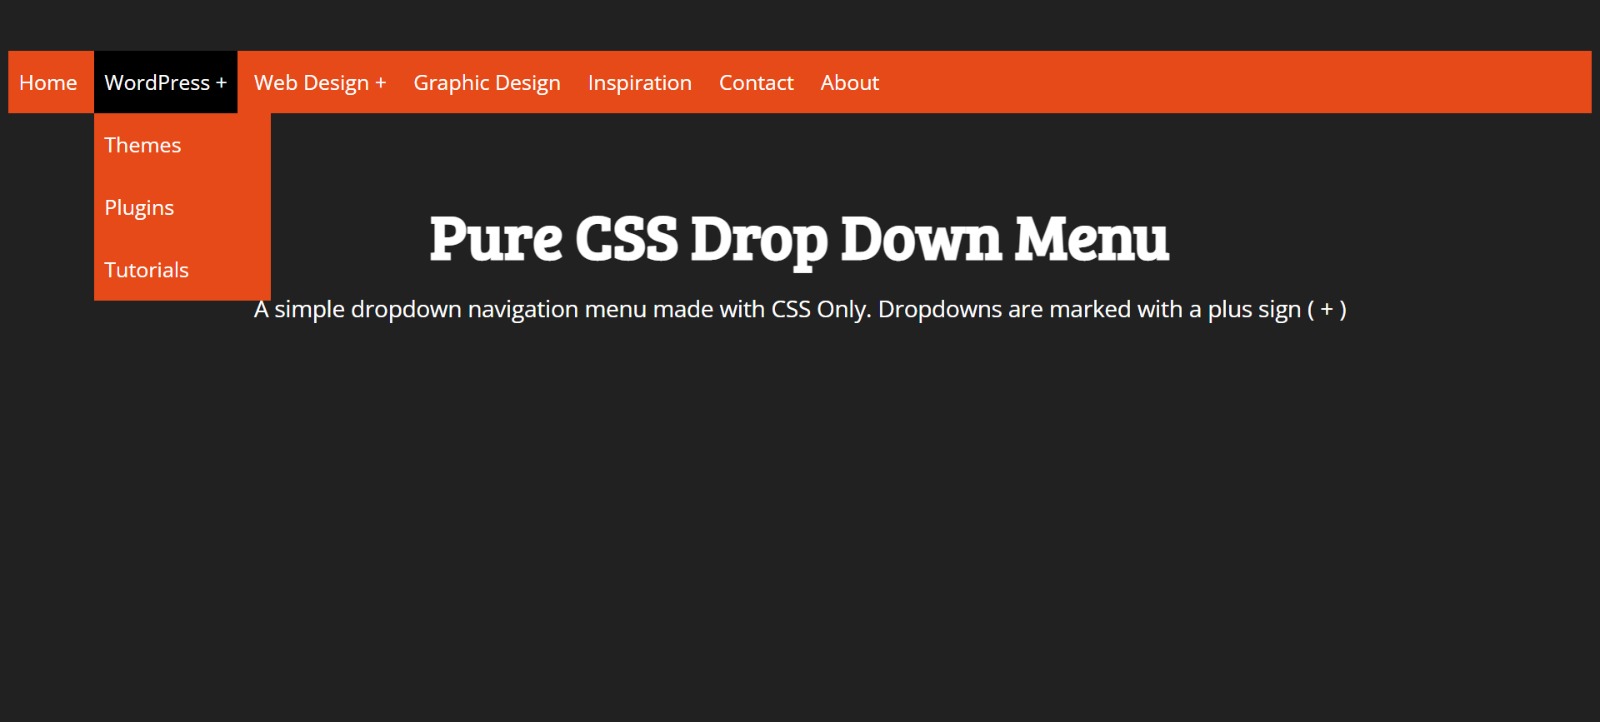 Home WordPress + Web Design + Graphic Design Inspiration Contact About
Themes
Plugins
Tutorials
Pure CSS Drop Down Menu
A simple dropdown navigation menu made with CSS Only. Dropdowns are marked with a plus sign ( + )